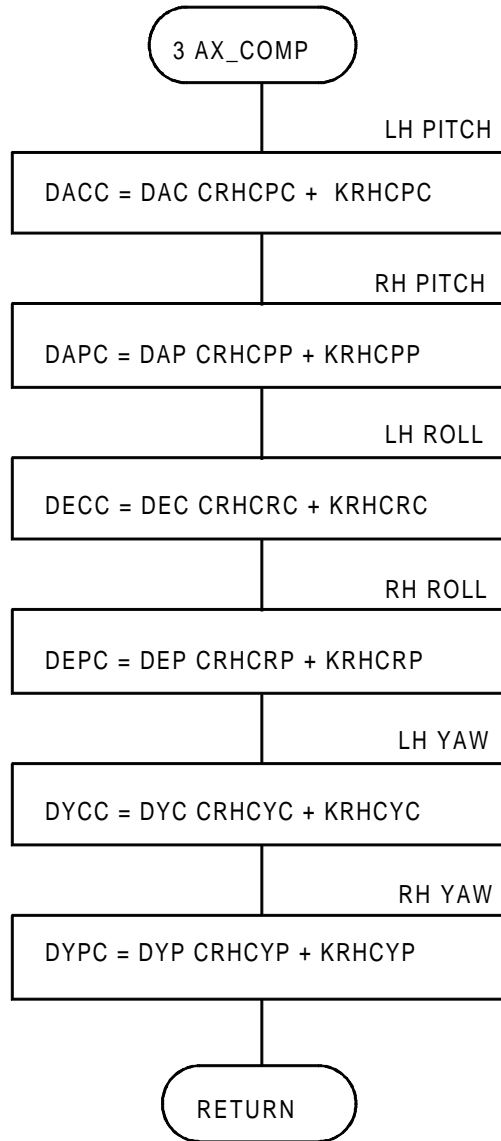 3 AX_COMP
LH PITCH
DACC = DAC CRHCPC + KRHCPC
RH PITCH
DAPC = DAP CRHCPP + KRHCPP
LH ROLL
DECC = DEC CRHCRC + KRHCRC
RH ROLL
DEPC = DEP CRHCRP + KRHCRP
LH YAW
DYCC = DYC CRHCYC + KRHCYC
RH YAW
DYPC = DYP CRHCYP + KRHCYP
RETURN